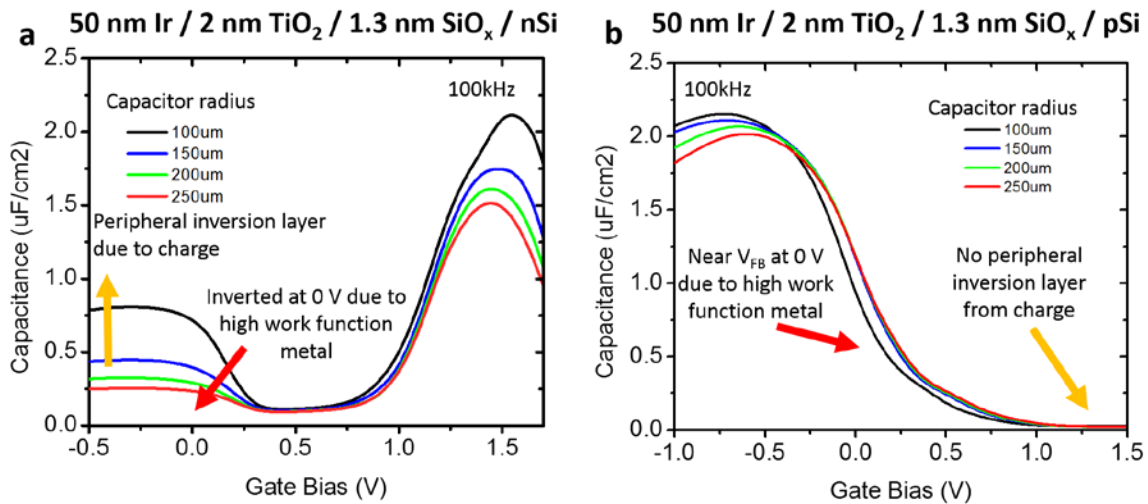 a 50 nm Ir / 2 nm TiO₂ / 1.3 nm SiOₓ / nSi
2.5
2.0
1.5
1.0
0.5
0.0
Capacitance (uF/cm2)
Capacitor radius
100um
150um
200um
250um
100kHz
Peripheral inversion layer
due to charge
Inverted at 0 V due to
high work function
metal
-0.5 0.0 0.5 1.0 1.5
Gate Bias (V)
b 50 nm Ir / 2 nm TiO₂ / 1.3 nm SiOₓ / pSi
2.5
2.0
1.5
1.0
0.5
0.0
Capacitance (uF/cm2)
100kHz
Capacitor radius
100um
150um
200um
250um
Near V_FB at 0 V
due to high work
function metal
No peripheral
inversion layer
from charge
-1.0 -0.5 0.0 0.5 1.0 1.5
Gate Bias (V)